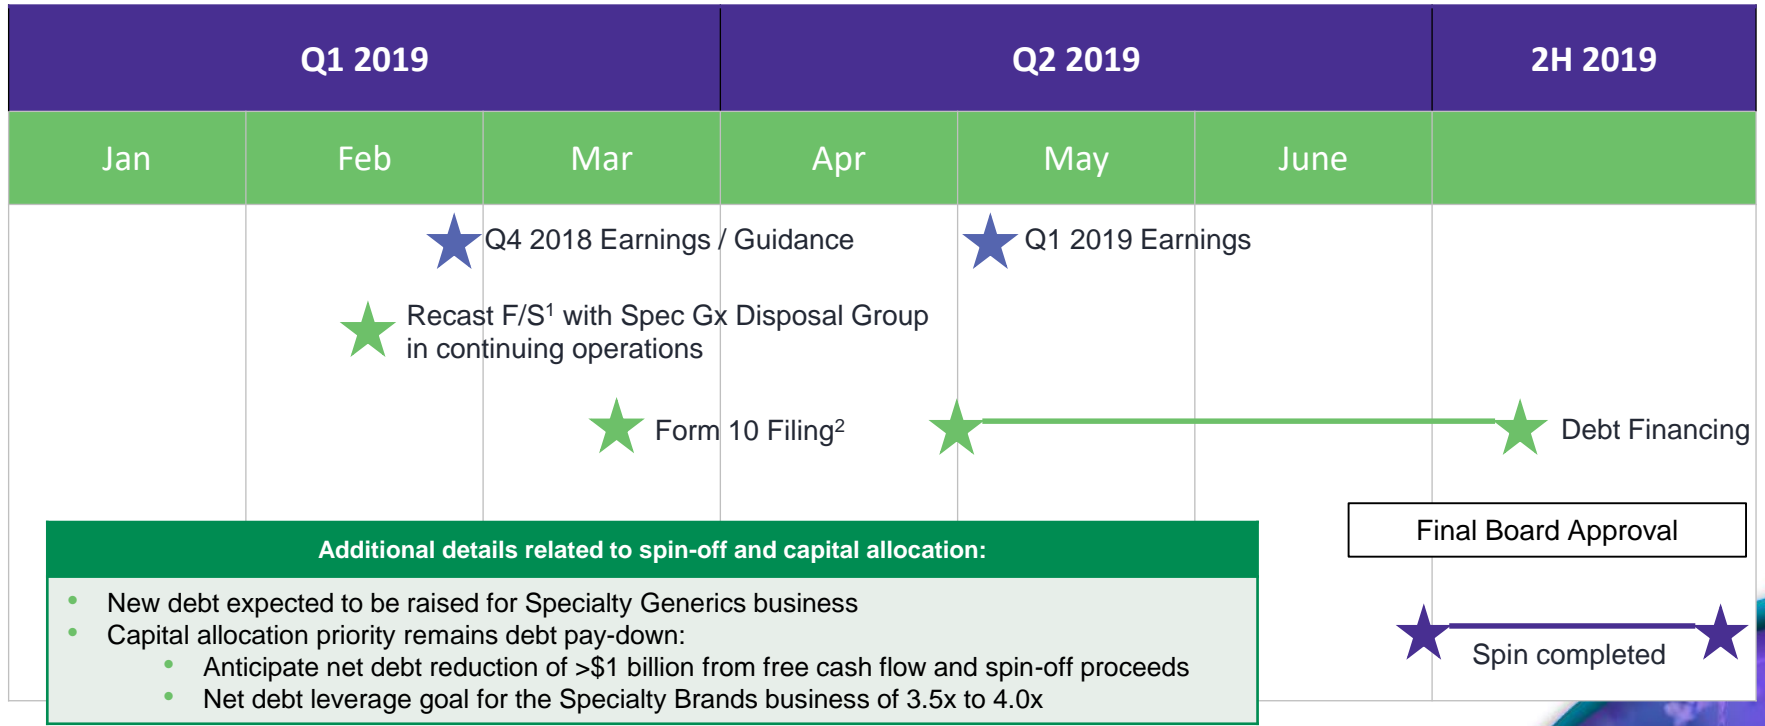 Q1 2019 Q2 2019 2H 2019
Jan Feb Mar Apr May June
Q4 2018 Earnings / Guidance Q1 2019 Earnings
Recast F/S¹ with Spec Gx Disposal Group
in continuing operations
Form 10 Filing² Debt Financing
Final Board Approval
Spin completed
Additional details related to spin-off and capital allocation:
• New debt expected to be raised for Specialty Generics business
• Capital allocation priority remains debt pay-down:
• Anticipate net debt reduction of >$1 billion from free cash flow and spin-off proceeds
• Net debt leverage goal for the Specialty Brands business of 3.5x to 4.0x